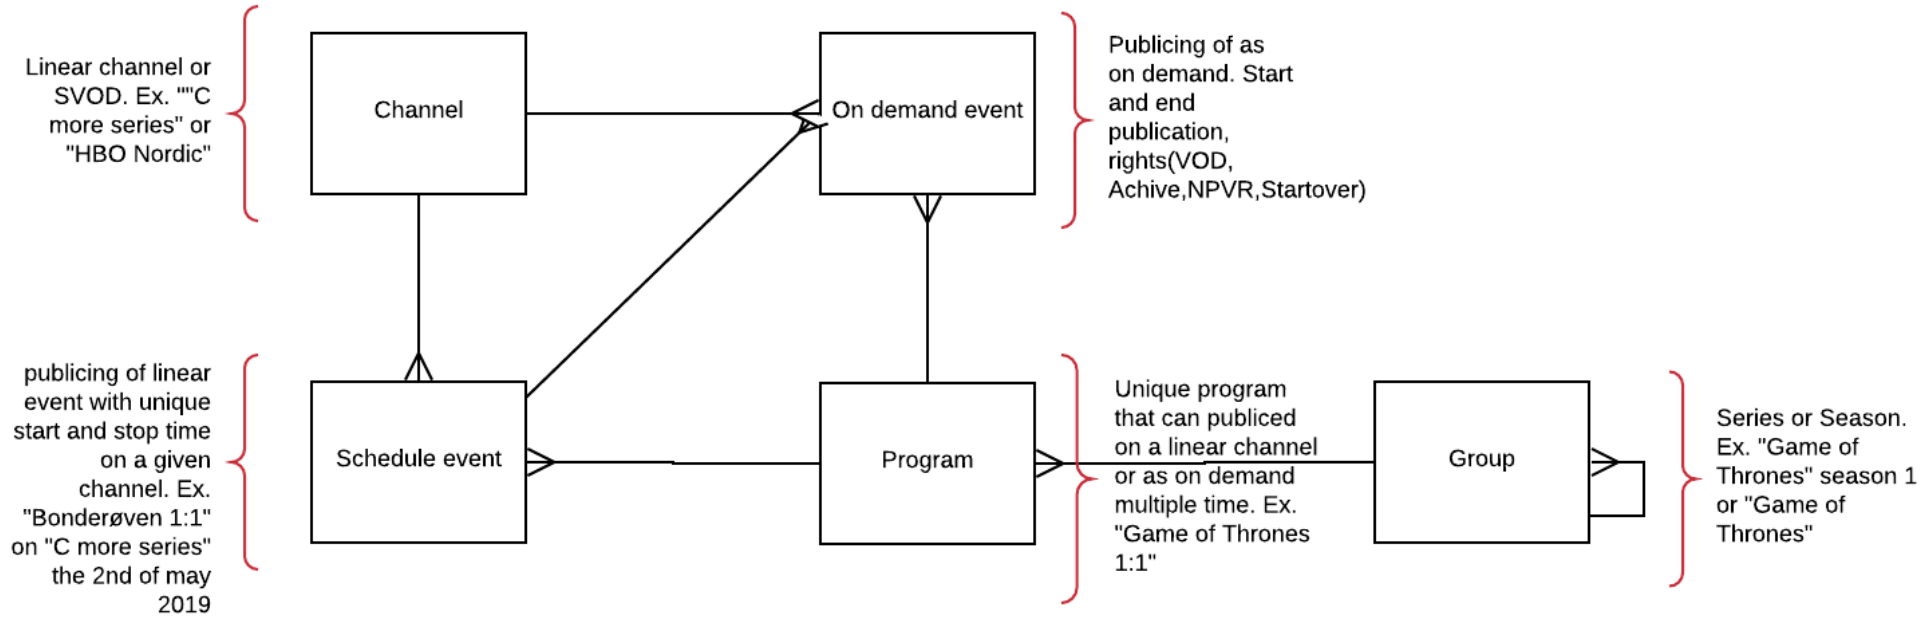 Linear channel or
SVOD. Ex. ""C
more series" or
"HBO Nordic"
Channel
On demand event
Publicing of as
on demand. Start
and end
publication,
rights(VOD,
Achive,NPVR,Startover)
publicing of linear
event with unique
start and stop time
on a given
channel. Ex.
"Bonderøven 1:1"
on "C more series"
the 2nd of may
2019
Schedule event
Program
Unique program
that can publiced
on a linear channel
or as on demand
multiple time. Ex.
"Game of Thrones
1:1"
Group
Series or Season.
Ex. "Game of
Thrones" season 1
or "Game of
Thrones"